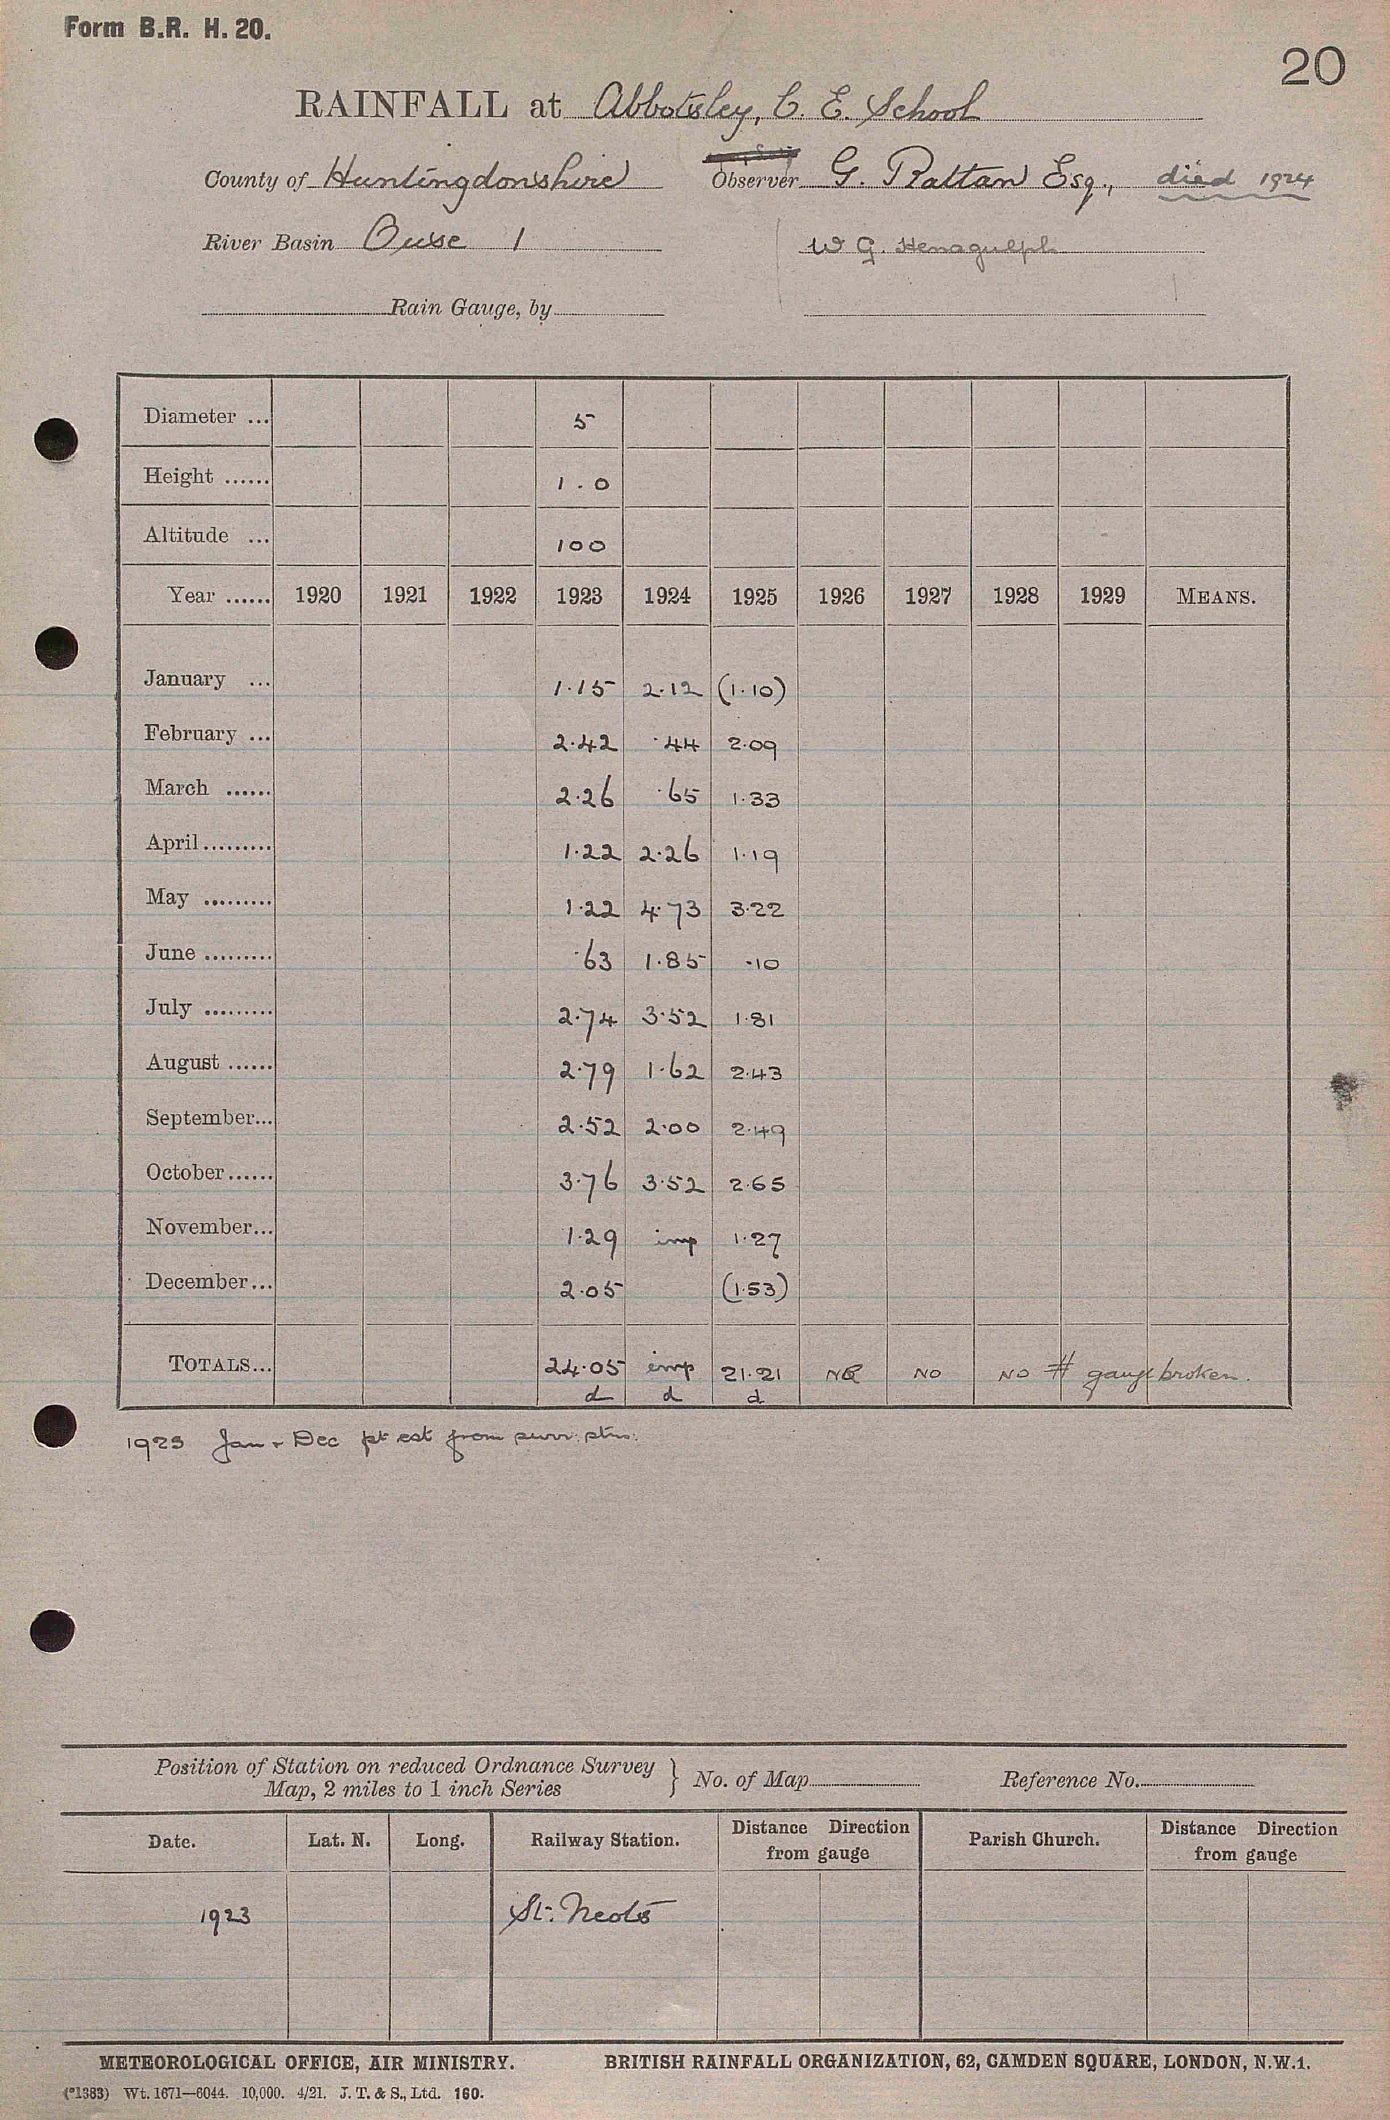 Form B.R. H. 20.
20
RAINFALL at Abbotsley, C. E. School
County of Huntingdonshire Observer G. Rattan Esq., died 1924
River Basin Ouse 1 W G. Henagulph
Rain Gauge, by
Diameter ... 5
Height ...... 1.0
Altitude ... 100
Year ...... 1920 1921 1922 1923 1924 1925 1926 1927 1928 1929 MEANS.
January ... 1.15 2.12 (1.10)
February ... 2.42 .44 2.09
March ...... 2.26 .65 1.33
April ......... 1.22 2.26 1.19
May ......... 1.22 4.73 3.22
June ......... .63 1.85 .10
July ......... 2.74 3.52 1.81
August ...... 2.79 1.62 2.43
September... 2.52 2.00 2.49
October...... 3.76 3.52 2.65
November... 1.29 imp 1.27
December... 2.05 (1.53)
TOTALS... 24.05 imp 21.21 NO NO NO # gauge broken.
d d d
1925 Jan + Dec pt est from surr. stns.
Position of Station on reduced Ordnance Survey
Map, 2 miles to 1 inch Series } No. of Map Reference No.
Date. Lat. N. Long. Railway Station. Distance Direction from gauge Parish Church. Distance Direction from gauge
1923 St. Neots
METEOROLOGICAL OFFICE, AIR MINISTRY. BRITISH RAINFALL ORGANIZATION, 62, CAMDEN SQUARE, LONDON, N.W.1.
(*1383) Wt. 1671—6044. 10,000. 4/21. J. T. & S., Ltd. 160.